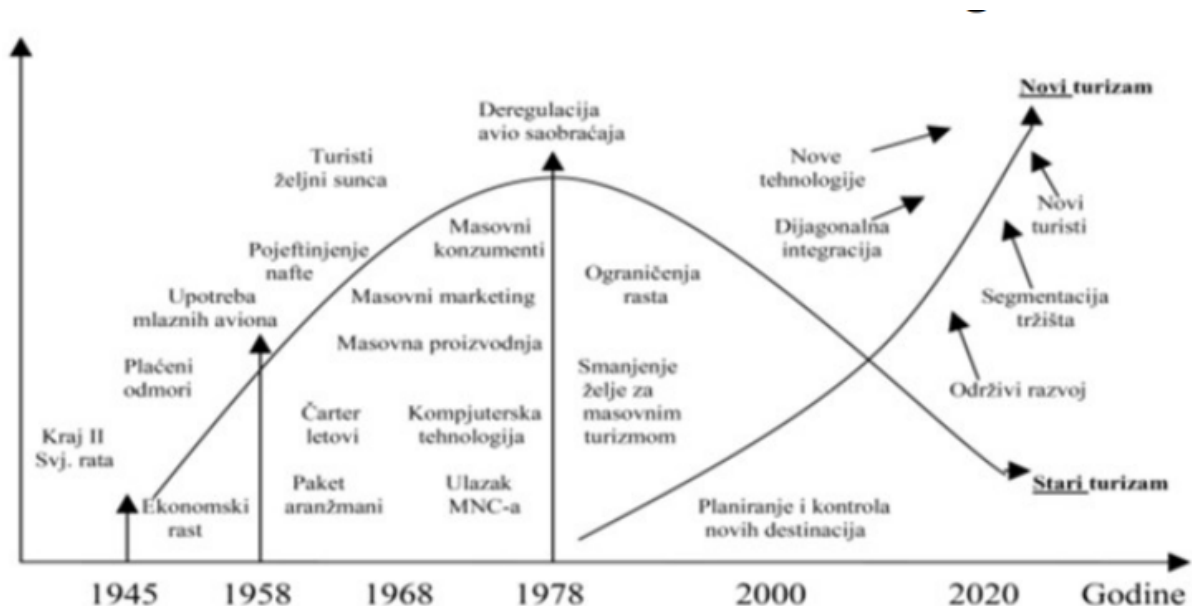 Novi turizam
Deregulacija
avio saobraćaja
Turisti
željni sunca
Nove
tehnologije
Masovni
konzumenti
Dijagonalna
integracija
Novi
turisti
Pojeftinjenje
nafte
Ograničenja
rasta
Upotreba
mlaznih aviona
Masovni marketing
Segmentacija
tržišta
Masovna proizvodnja
Plaćeni
odmori
Smanjenje
želje za
masovnim
turizmom
Održivi razvoj
Čarter
letovi
Kompjuterska
tehnologija
Kraj II
Svj. rata
Stari turizam
Paket
aranžmani
Ulazak
MNC-a
Ekonomski
rast
Planiranje i kontrola
novih destinacija
1945 1958 1968 1978 2000 2020 Godine